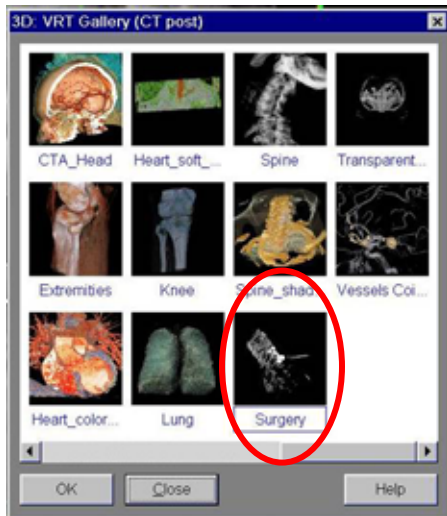 3D: VRT Gallery (CT post)
CTA_Head Heart_soft_... Spine Transparent...
Extremities Knee Spine_shad... Vessels Coi...
Heart_color... Lung Surgery
OK Close Help